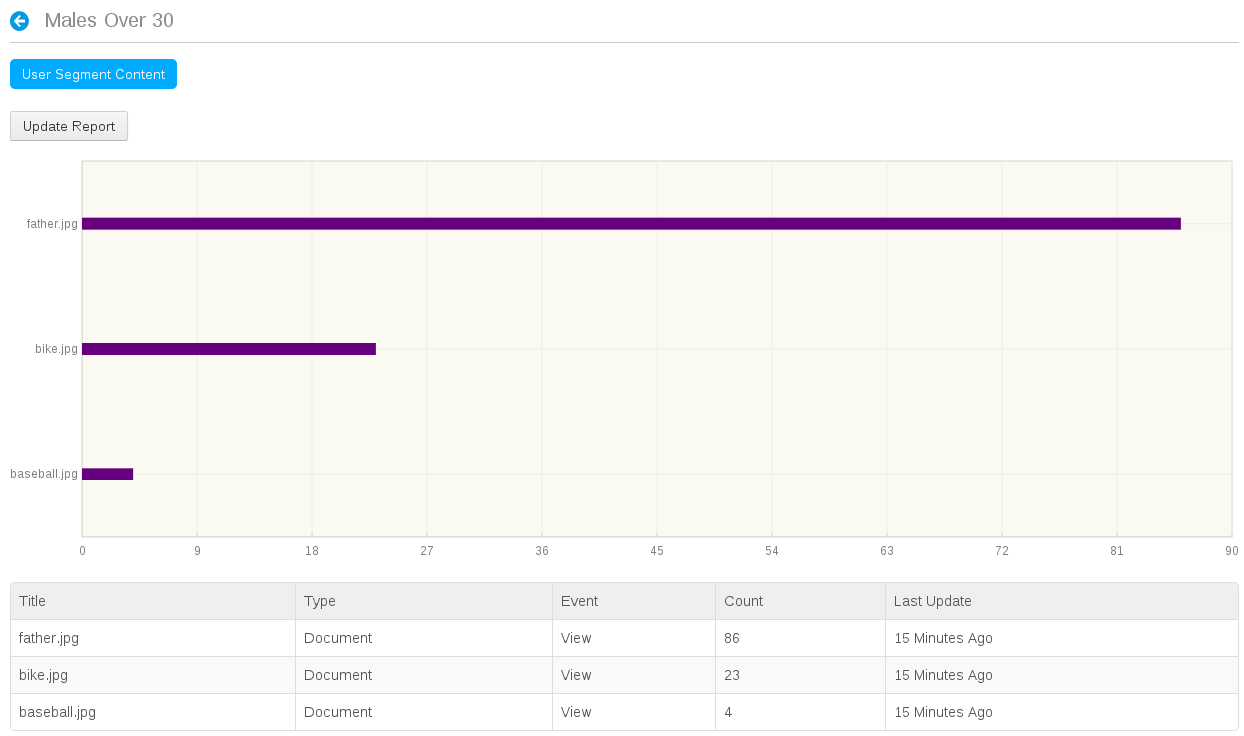 Males Over 30
User Segment Content
Update Report
father.jpg
bike.jpg
baseball.jpg
0 9 18 27 36 45 54 63 72 81 90
Title Type Event Count Last Update
father.jpg Document View 86 15 Minutes Ago
bike.jpg Document View 23 15 Minutes Ago
baseball.jpg Document View 4 15 Minutes Ago